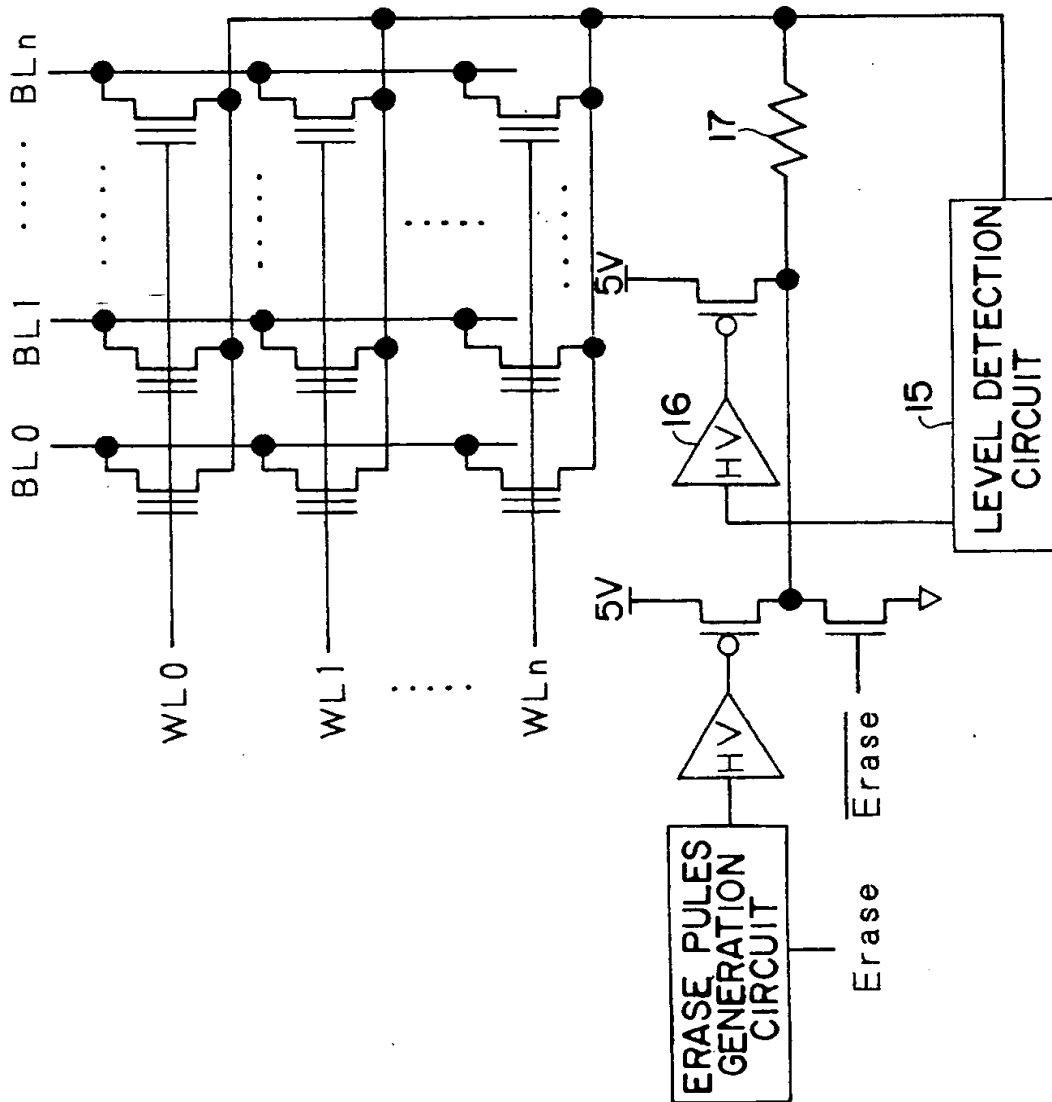 BL0
BL1
.....
BLn
WL0
WL1
.....
WLn
5V
5V
17
16
HV
HV
15
LEVEL DETECTION
CIRCUIT
ERASE PULES
GENERATION
CIRCUIT
Erase
Erase